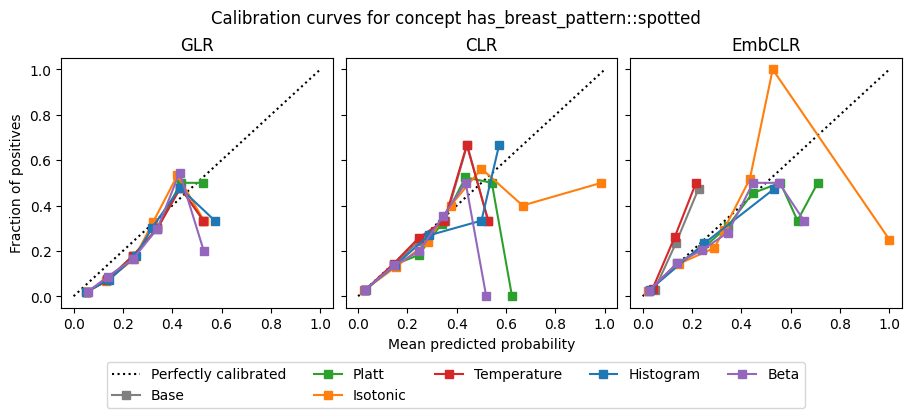 Calibration curves for concept has_breast_pattern::spotted
GLR
CLR
EmbCLR
Fraction of positives
1.0
0.8
0.6
0.4
0.2
0.0
0.0 0.2 0.4 0.6 0.8 1.0
0.0 0.2 0.4 0.6 0.8 1.0
0.0 0.2 0.4 0.6 0.8 1.0
Mean predicted probability
Perfectly calibrated Platt Temperature Histogram Beta
Base Isotonic